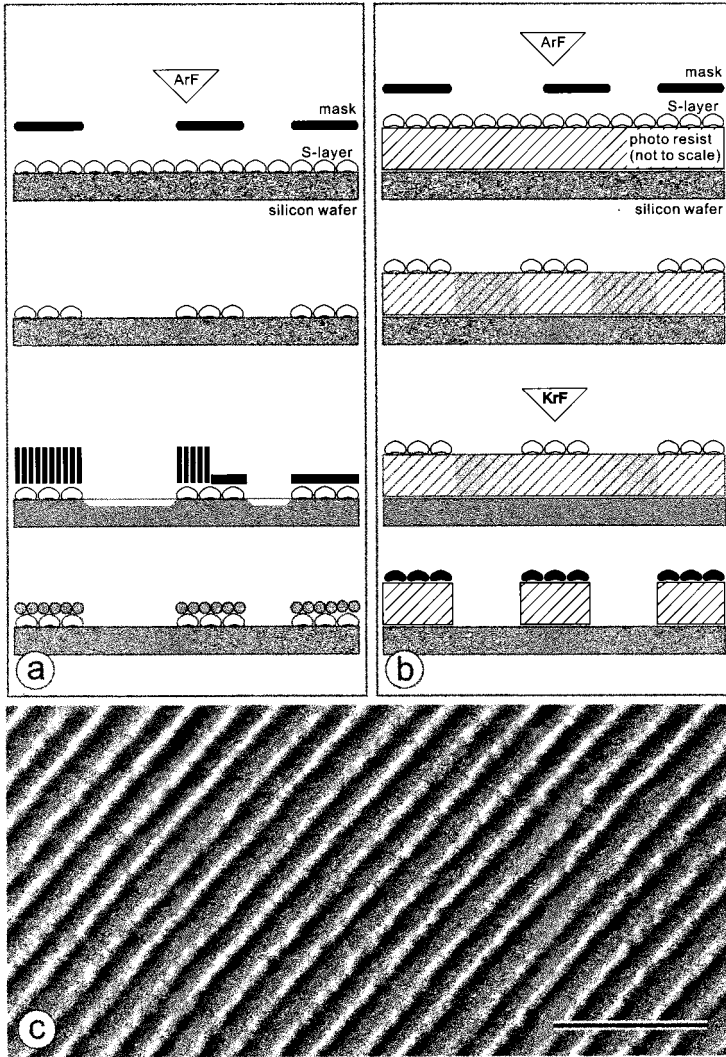 ArF
mask
S-layer
silicon wafer
a
ArF
mask
S-layer
photo resist
(not to scale)
silicon wafer
KrF
b
c